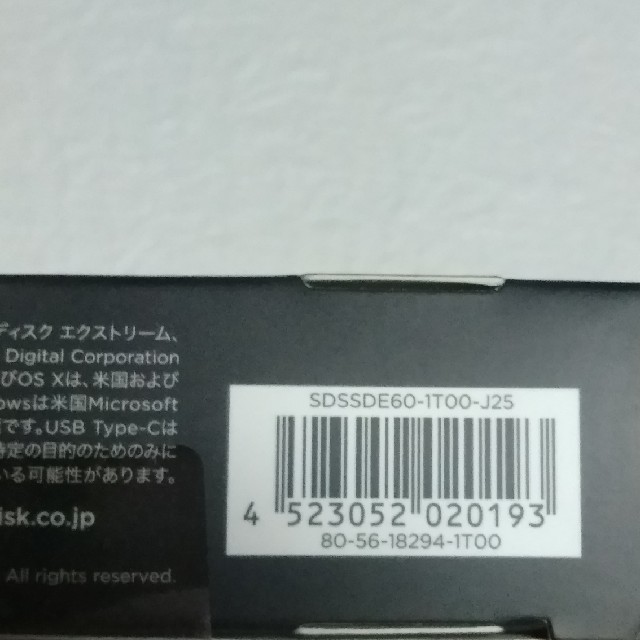 ディスク エクストリーム、
Digital Corporation
びOS Xは、米国および
owsは米国Microsoft
です。USB Type-Cは
特定の目的のためのみに
いる可能性があります。
isk.co.jp
All rights reserved.
SDSSDE60-1T00-J25
4 523052 020193
80-56-18294-1T00